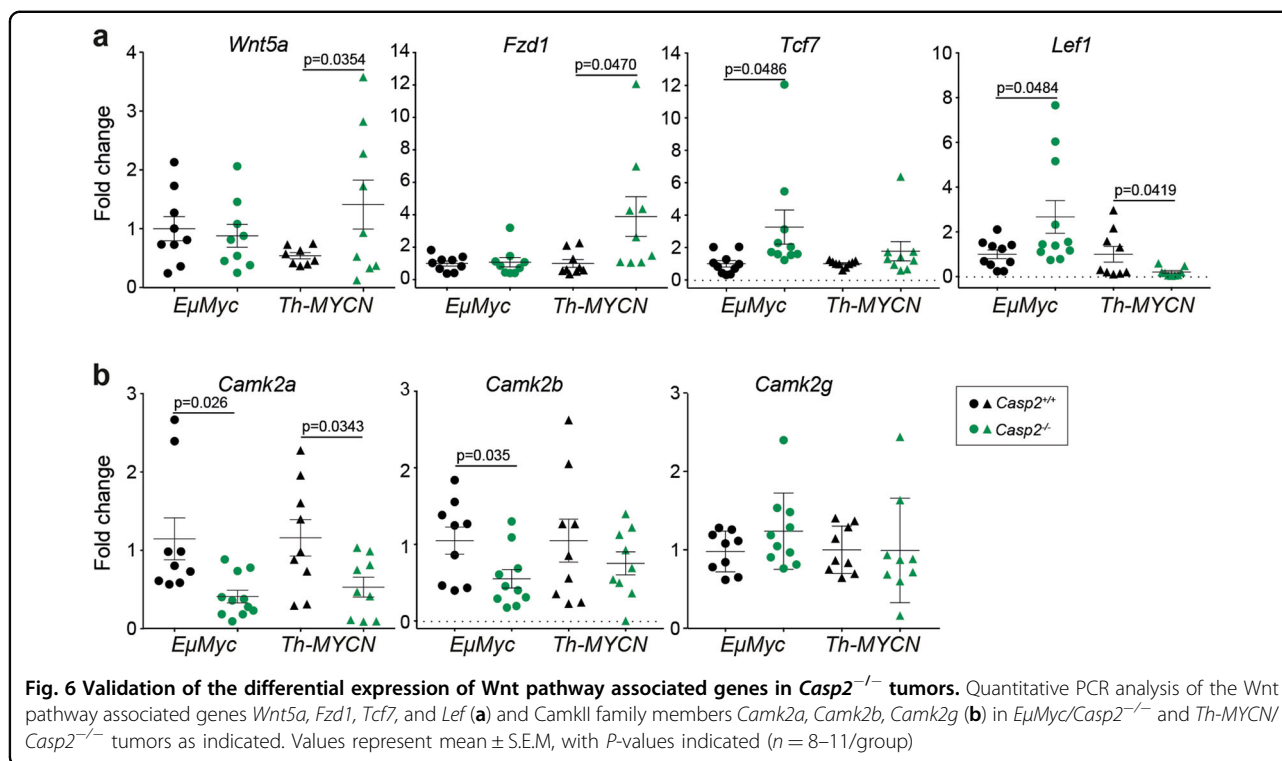 a
Wnt5a Fzd1 Tcf7 Lef1
p=0.0354 p=0.0470 p=0.0486 p=0.0484 p=0.0419
Fold change
4 3 2 1 0
14 12 10 8 6 4 2 0
14 12 10 8 6 4 2 0
10 8 6 4 2 0
EμMyc Th-MYCN EμMyc Th-MYCN EμMyc Th-MYCN EμMyc Th-MYCN
b
Camk2a Camk2b Camk2g
p=0.026 p=0.0343 p=0.035
Fold change
3 2 1 0
3 2 1 0
3 2 1 0
EμMyc Th-MYCN EμMyc Th-MYCN EμMyc Th-MYCN
Casp2+/+
Casp2-/-
Fig. 6 Validation of the differential expression of Wnt pathway associated genes in Casp2−/− tumors. Quantitative PCR analysis of the Wnt
pathway associated genes Wnt5a, Fzd1, Tcf7, and Lef (a) and CamkII family members Camk2a, Camk2b, Camk2g (b) in EμMyc/Casp2−/− and Th-MYCN/
Casp2−/− tumors as indicated. Values represent mean ± S.E.M, with P-values indicated (n = 8–11/group)